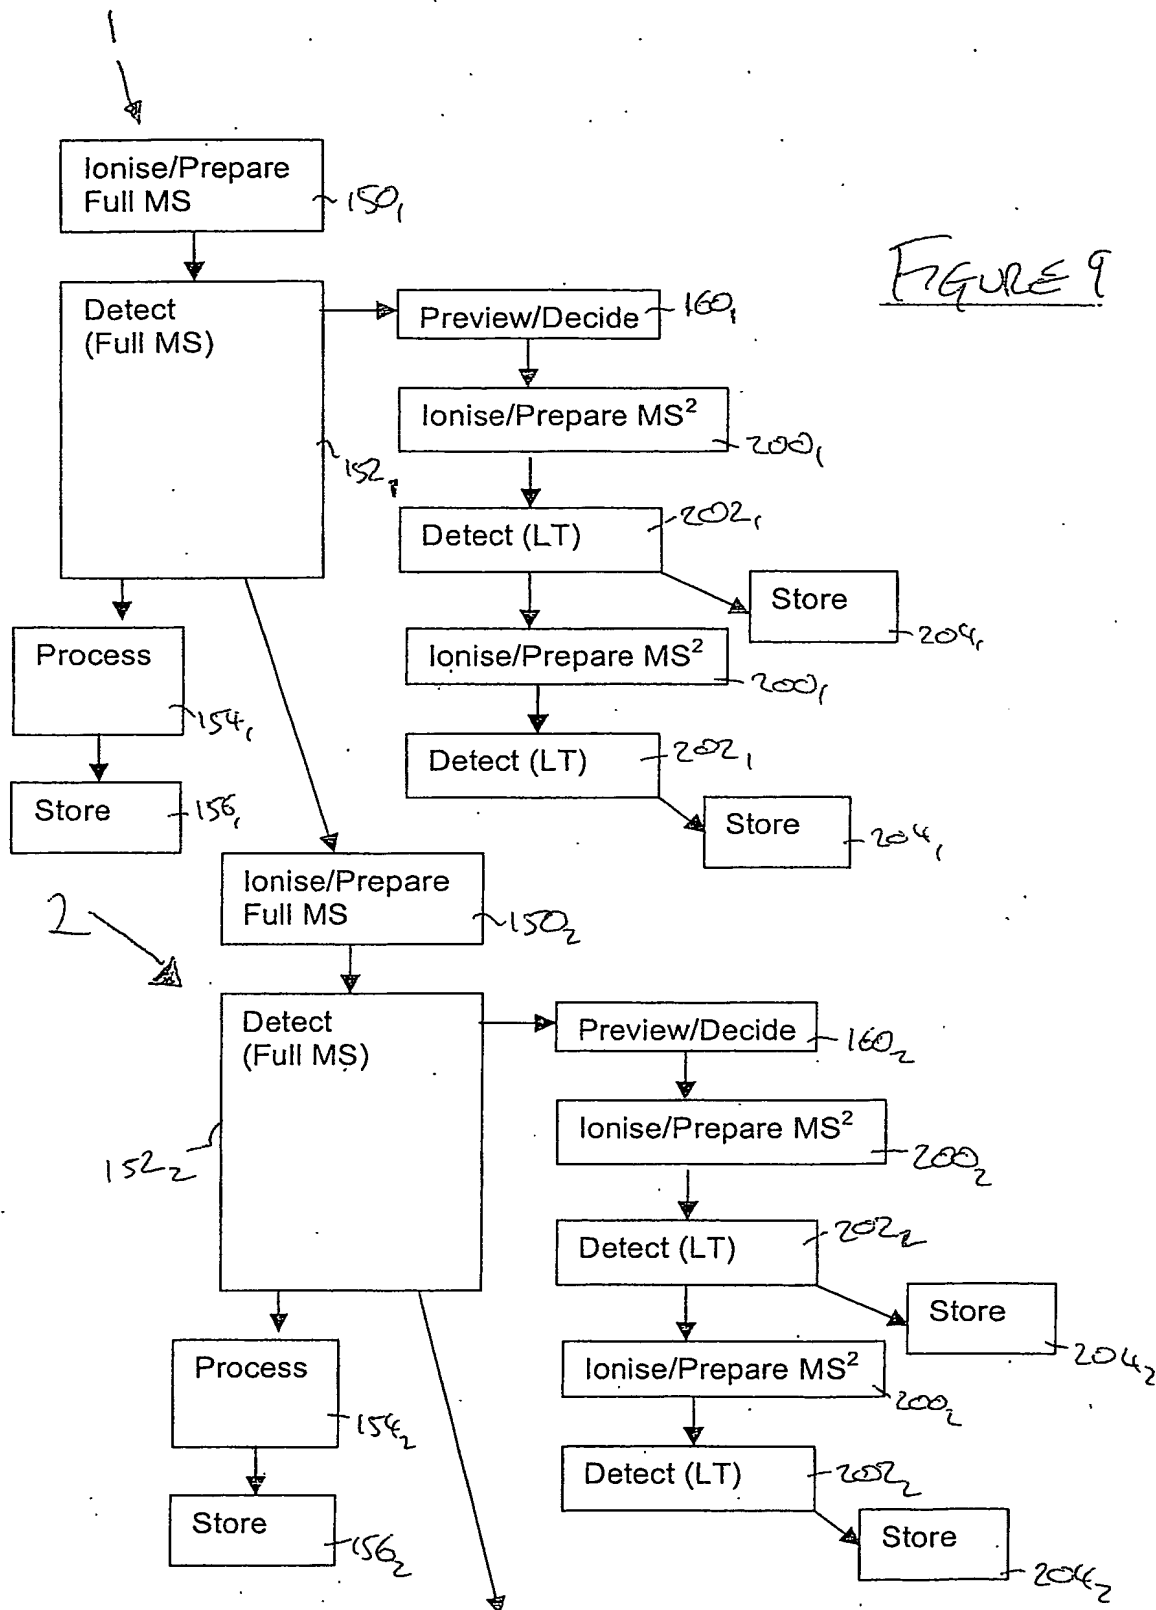 1
Ionise/Prepare
Full MS
150₁
FIGURE 9
Detect
(Full MS)
152₁
Preview/Decide
160₁
Ionise/Prepare MS²
200₁
Detect (LT)
202₁
Store
204₁
Ionise/Prepare MS²
200₁
Detect (LT)
202₁
Store
204₁
Process
154₁
Store
156₁
2
Ionise/Prepare
Full MS
150₂
Detect
(Full MS)
152₂
Preview/Decide
160₂
Ionise/Prepare MS²
200₂
Detect (LT)
202₂
Store
204₂
Ionise/Prepare MS²
200₂
Detect (LT)
202₂
Store
204₂
Process
154₂
Store
156₂